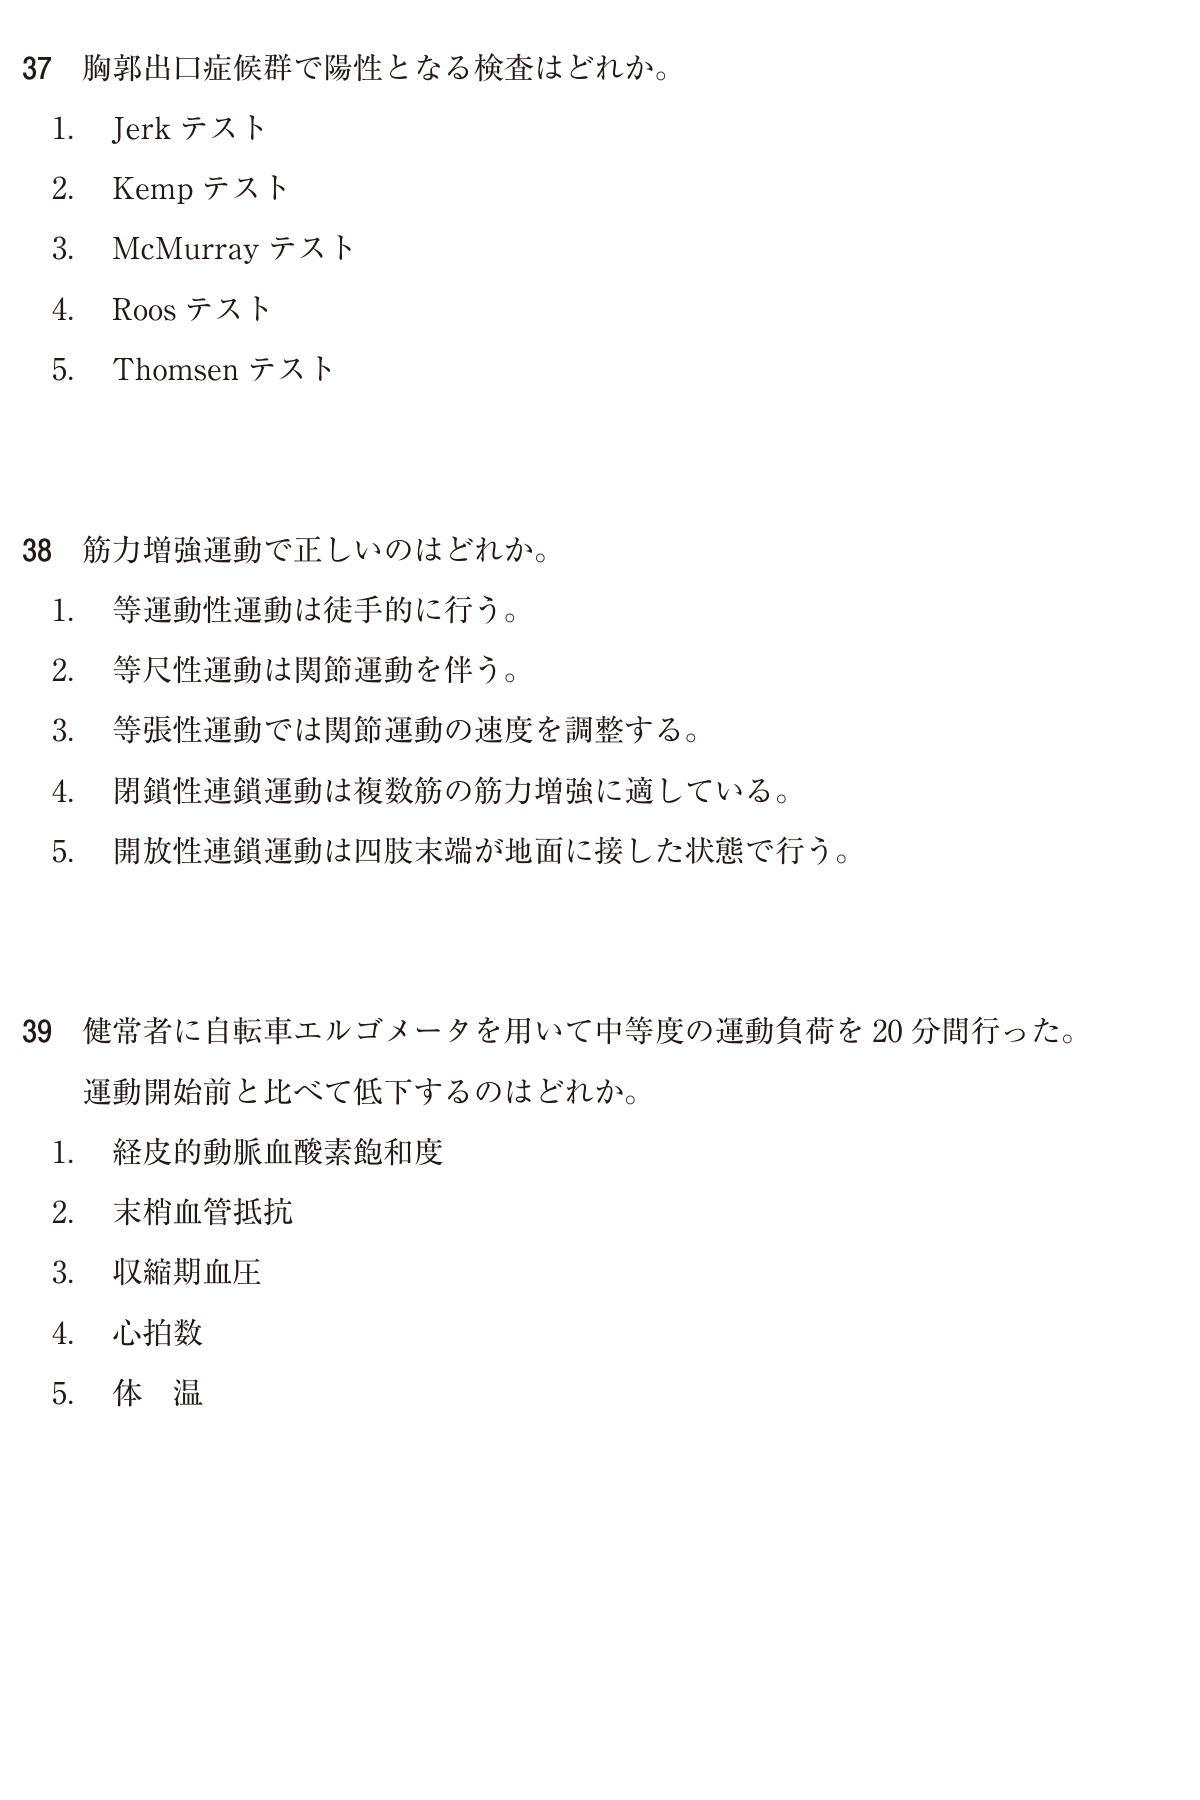 37 胸郭出口症候群で陽性となる検査はどれか。
1. Jerk テスト
2. Kemp テスト
3. McMurray テスト
4. Roos テスト
5. Thomsen テスト
38 筋力増強運動で正しいのはどれか。
1. 等運動性運動は徒手的に行う。
2. 等尺性運動は関節運動を伴う。
3. 等張性運動では関節運動の速度を調整する。
4. 閉鎖性連鎖運動は複数筋の筋力増強に適している。
5. 開放性連鎖運動は四肢末端が地面に接した状態で行う。
39 健常者に自転車エルゴメータを用いて中等度の運動負荷を 20 分間行った。
運動開始前と比べて低下するのはどれか。
1. 経皮的動脈血酸素飽和度
2. 末梢血管抵抗
3. 収縮期血圧
4. 心拍数
5. 体　温